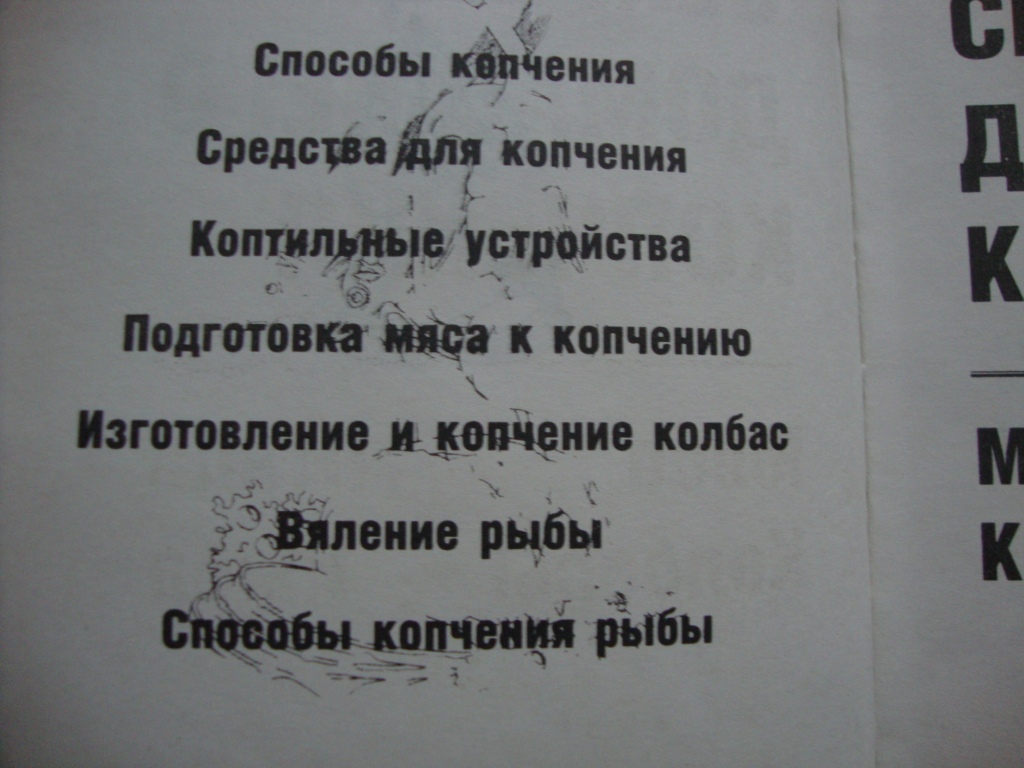 Способы копчения
Средства для копчения
Коптильные устройства
Подготовка мяса к копчению
Изготовление и копчение колбас
Вяление рыбы
Способы копчения рыбы